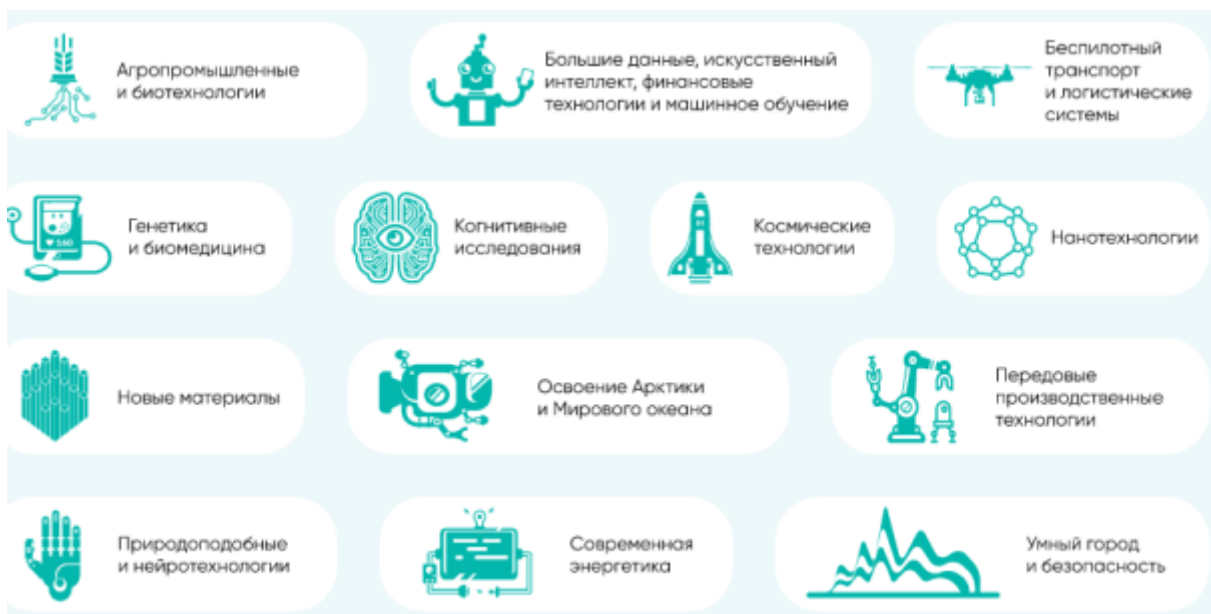 Агропромышленные
и биотехнологии
Большие данные, искусственный
интеллект, финансовые
технологии и машинное обучение
Беспилотный
транспорт
и логистические
системы
Генетика
и биомедицина
160
Когнитивные
исследования
Космические
технологии
Нанотехнологии
Новые материалы
Освоение Арктики
и Мирового океана
Передовые
производственные
технологии
Природоподобные
и нейротехнологии
Современная
энергетика
Умный город
и безопасность